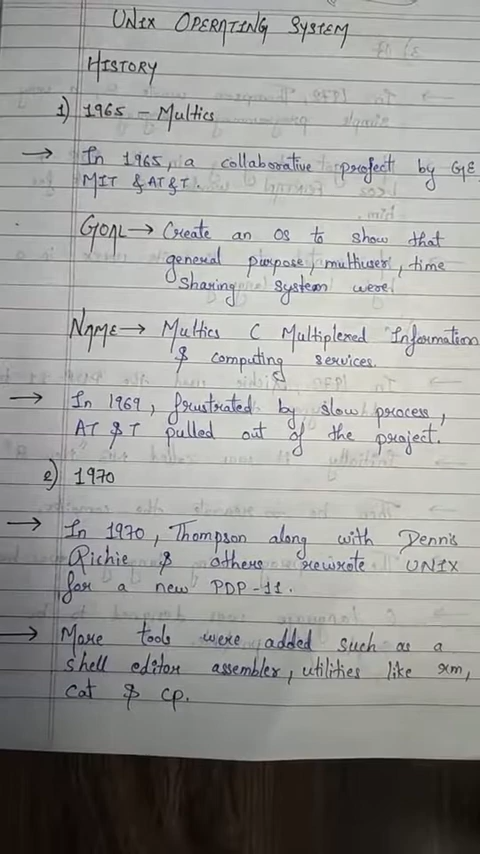 UNIX OPERATING SYSTEM
HISTORY
1) 1965 - Multics
→ In 1965, a collaborative project by GE
MIT & AT&T.
GOAL → Create an OS to show that
general purpose, multiuser, time
sharing system were
NAME → Multics C Multiplexed Information
& computing services.
→ In 1969, frustrated by slow process,
AT & T pulled out of the project.
2) 1970
→ In 1970, Thompson along with Dennis
Richie & others rewrote UNIX
for a new PDP-11.
→ More tools were added such as a
shell editor assembler, utilities like rm,
cat & cp.